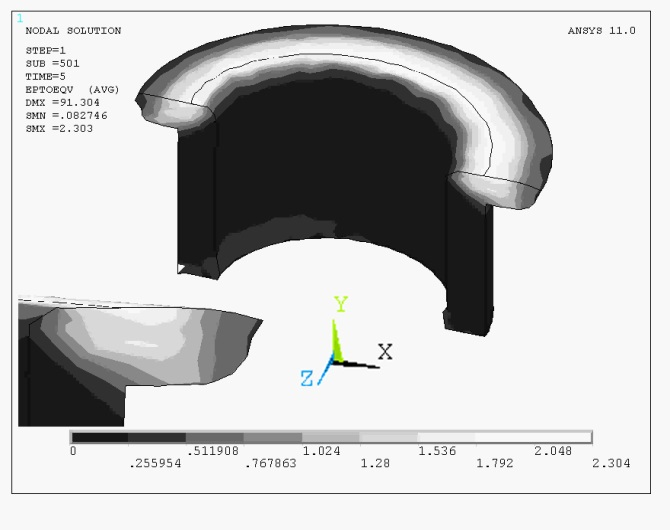 1
NODAL SOLUTION
ANSYS 11.0
STEP=1
SUB =501
TIME=5
EPTOEQV (AVG)
DMX =91.304
SMN =.082746
SMX =2.303
Y
X
Z
0 .511908 1.024 1.536 2.048
.255954 .767863 1.28 1.792 2.304